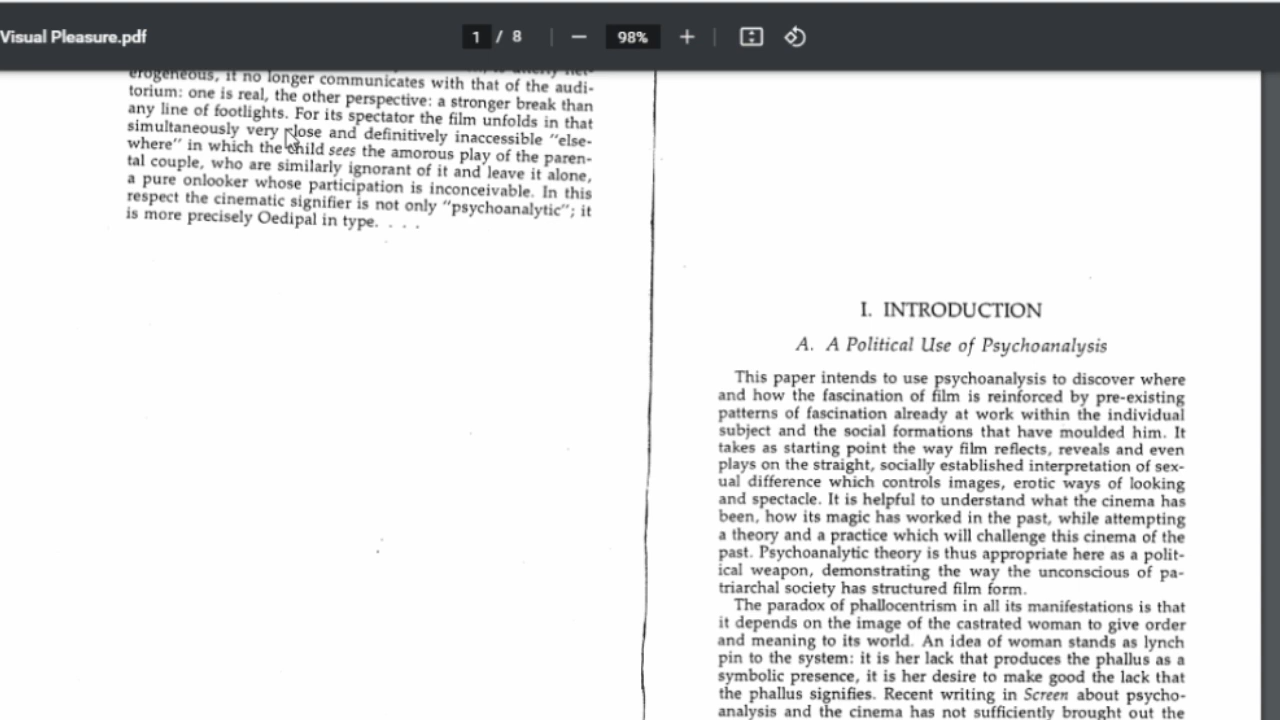 Visual Pleasure.pdf
1 / 8
98%
erogeneous, it no longer communicates with that of the audi-
torium: one is real, the other perspective: a stronger break than
any line of footlights. For its spectator the film unfolds in that
simultaneously very close and definitively inaccessible "else-
where" in which the child sees the amorous play of the paren-
tal couple, who are similarly ignorant of it and leave it alone,
a pure onlooker whose participation is inconceivable. In this
respect the cinematic signifier is not only "psychoanalytic"; it
is more precisely Oedipal in type. . . .
I. INTRODUCTION
A. A Political Use of Psychoanalysis
This paper intends to use psychoanalysis to discover where
and how the fascination of film is reinforced by pre-existing
patterns of fascination already at work within the individual
subject and the social formations that have moulded him. It
takes as starting point the way film reflects, reveals and even
plays on the straight, socially established interpretation of sex-
ual difference which controls images, erotic ways of looking
and spectacle. It is helpful to understand what the cinema has
been, how its magic has worked in the past, while attempting
a theory and a practice which will challenge this cinema of the
past. Psychoanalytic theory is thus appropriate here as a polit-
ical weapon, demonstrating the way the unconscious of pa-
triarchal society has structured film form.
The paradox of phallocentrism in all its manifestations is that
it depends on the image of the castrated woman to give order
and meaning to its world. An idea of woman stands as lynch
pin to the system: it is her lack that produces the phallus as a
symbolic presence, it is her desire to make good the lack that
the phallus signifies. Recent writing in Screen about psycho-
analysis and the cinema has not sufficiently brought out the